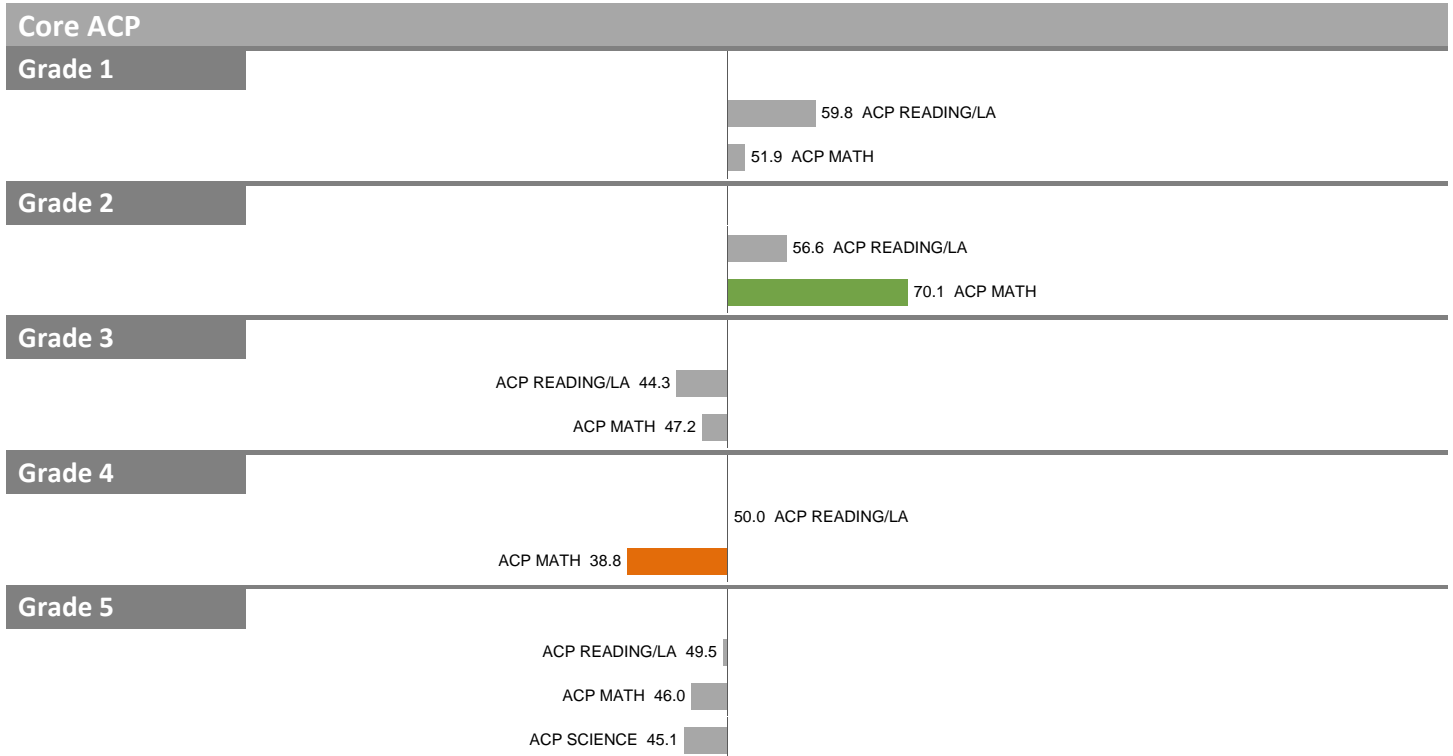 Core ACP
Grade 1
59.8 ACP READING/LA
51.9 ACP MATH
Grade 2
56.6 ACP READING/LA
70.1 ACP MATH
Grade 3
ACP READING/LA 44.3
ACP MATH 47.2
Grade 4
50.0 ACP READING/LA
ACP MATH 38.8
Grade 5
ACP READING/LA 49.5
ACP MATH 46.0
ACP SCIENCE 45.1